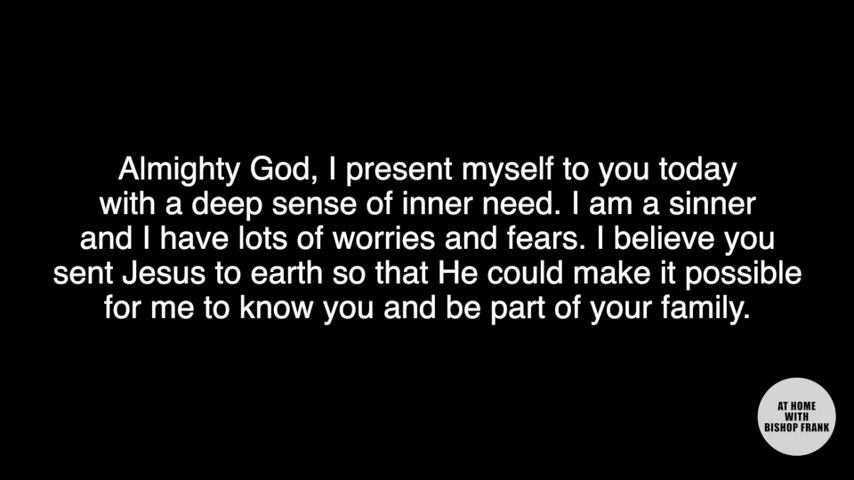 Almighty God, I present myself to you today
with a deep sense of inner need. I am a sinner
and I have lots of worries and fears. I believe you
sent Jesus to earth so that He could make it possible
for me to know you and be part of your family.
AT HOME
WITH
BISHOP FRANK